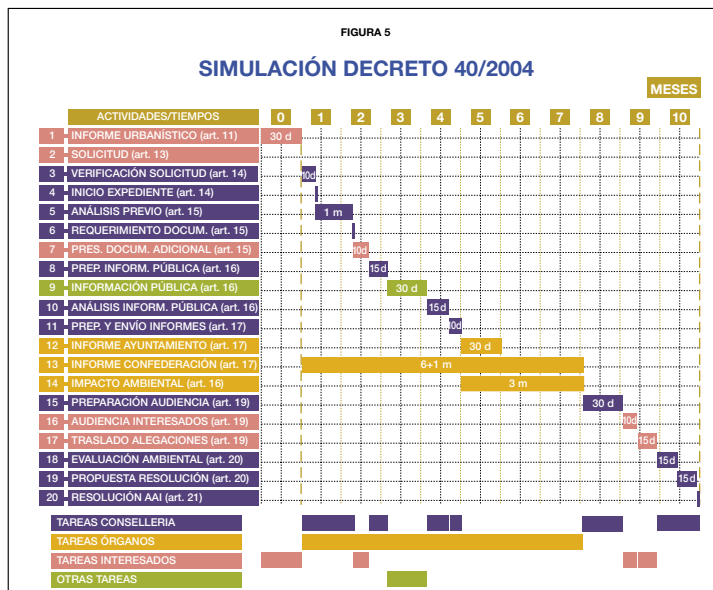 FIGURA 5
SIMULACIÓN DECRETO 40/2004
MESES
ACTIVIDADES/TIEMPOS 0 1 2 3 4 5 6 7 8 9 10
1 INFORME URBANÍSTICO (art. 11) 30 d
2 SOLICITUD (art. 13)
3 VERIFICACIÓN SOLICITUD (art. 14) 10d
4 INICIO EXPEDIENTE (art. 14)
5 ANÁLISIS PREVIO (art. 15) 1 m
6 REQUERIMIENTO DOCUM. (art. 15)
7 PRES. DOCUM. ADICIONAL (art. 15) 10d
8 PREP. INFORM. PÚBLICA (art. 16) 15 d
9 INFORMACIÓN PÚBLICA (art. 16) 30 d
10 ANÁLISIS INFORM. PÚBLICA (art. 16) 15 d
11 PREP. Y ENVÍO INFORMES (art. 17) 10d
12 INFORME AYUNTAMIENTO (art. 17) 30 d
13 INFORME CONFEDERACIÓN (art. 17) 6+1 m
14 IMPACTO AMBIENTAL (art. 16) 3 m
15 PREPARACIÓN AUDIENCIA (art. 19) 30 d
16 AUDIENCIA INTERESADOS (art. 19) 10d
17 TRASLADO ALEGACIONES (art. 19) 15 d
18 EVALUACIÓN AMBIENTAL (art. 20) 15 d
19 PROPUESTA RESOLUCIÓN (art. 20) 15 d
20 RESOLUCIÓN AAI (art. 21)
TAREAS CONSELLERIA
TAREAS ÓRGANOS
TAREAS INTERESADOS
OTRAS TAREAS